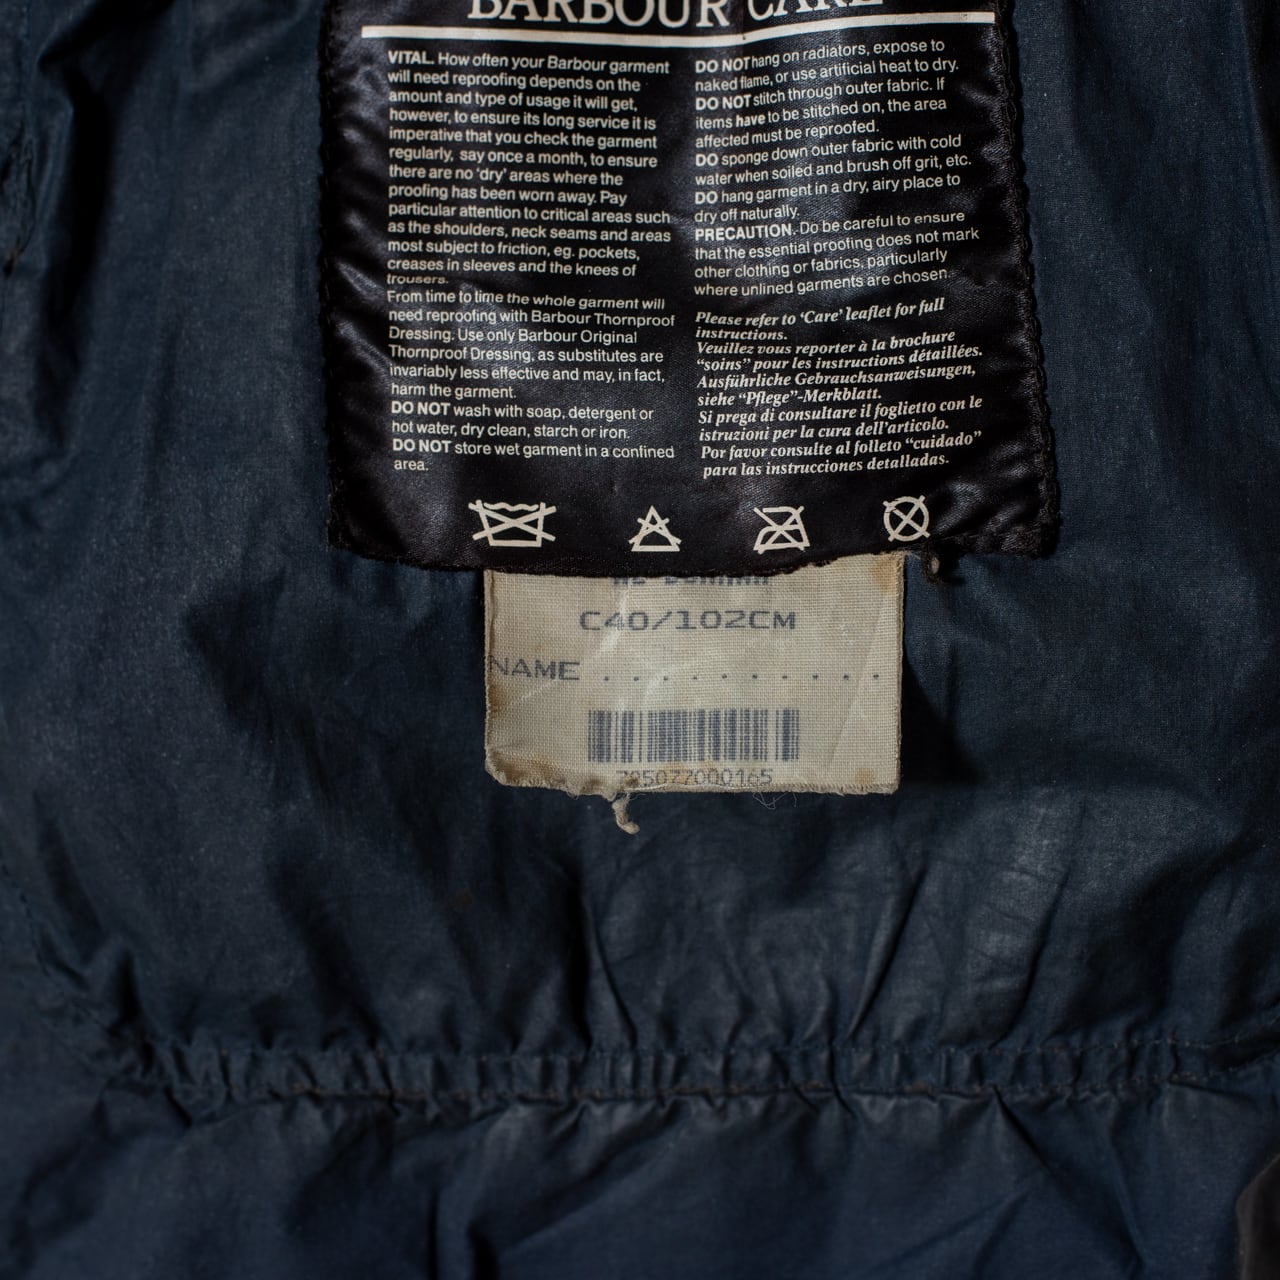 BARBOUR CARE
VITAL. How often your Barbour garment
will need reproofing depends on the
amount and type of usage it will get,
however, to ensure its long service it is
imperative that you check the garment
regularly, say once a month, to ensure
there are no ‘dry’ areas where the
proofing has been worn away. Pay
particular attention to critical areas such
as the shoulders, neck seams and areas
most subject to friction, eg. pockets,
creases in sleeves and the knees of
trousers.
From time to time the whole garment will
need reproofing with Barbour Thornproof
Dressing. Use only Barbour Original
Thornproof Dressing, as substitutes are
invariably less effective and may, in fact,
harm the garment.
DO NOT wash with soap, detergent or
hot water, dry clean, starch or iron.
DO NOT store wet garment in a confined
area.
DO NOT hang on radiators, expose to
naked flame, or use artificial heat to dry.
DO NOT stitch through outer fabric. If
items have to be stitched on, the area
affected must be reproofed.
DO sponge down outer fabric with cold
water when soiled and brush off grit, etc.
DO hang garment in a dry, airy place to
dry off naturally.
PRECAUTION. Do be careful to ensure
that the essential proofing does not mark
other clothing or fabrics, particularly
where unlined garments are chosen.
Please refer to ‘Care’ leaflet for full
instructions.
Veuillez vous reporter à la brochure
“soins” pour les instructions détaillées.
Ausführliche Gebrauchsanweisungen,
siehe “Pflege”-Merkblatt.
Si prega di consultare il foglietto con le
istruzioni per la cura dell’articolo.
Por favor consulte al folleto “cuidado”
para las instrucciones detalladas.
C40/102CM
NAME . . . . . . . . . .
705077000165